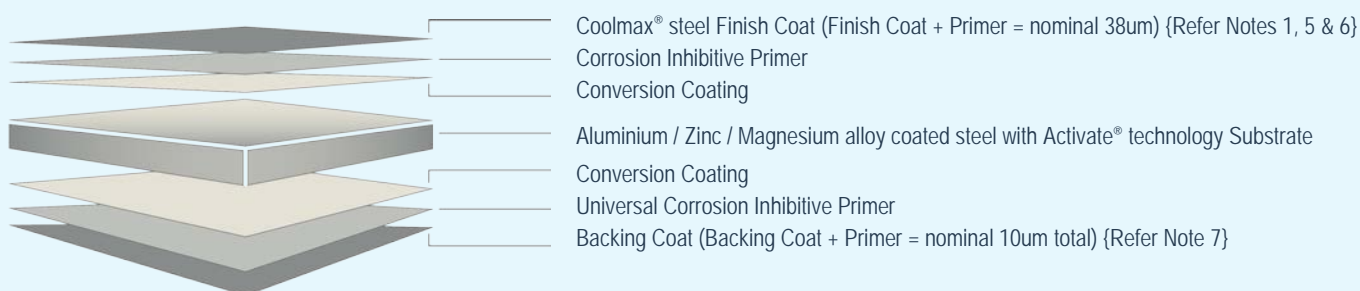 Coolmax® steel Finish Coat (Finish Coat + Primer = nominal 38um) {Refer Notes 1, 5 & 6}
Corrosion Inhibitive Primer
Conversion Coating
Aluminium / Zinc / Magnesium alloy coated steel with Activate® technology Substrate
Conversion Coating
Universal Corrosion Inhibitive Primer
Backing Coat (Backing Coat + Primer = nominal 10um total) {Refer Note 7}